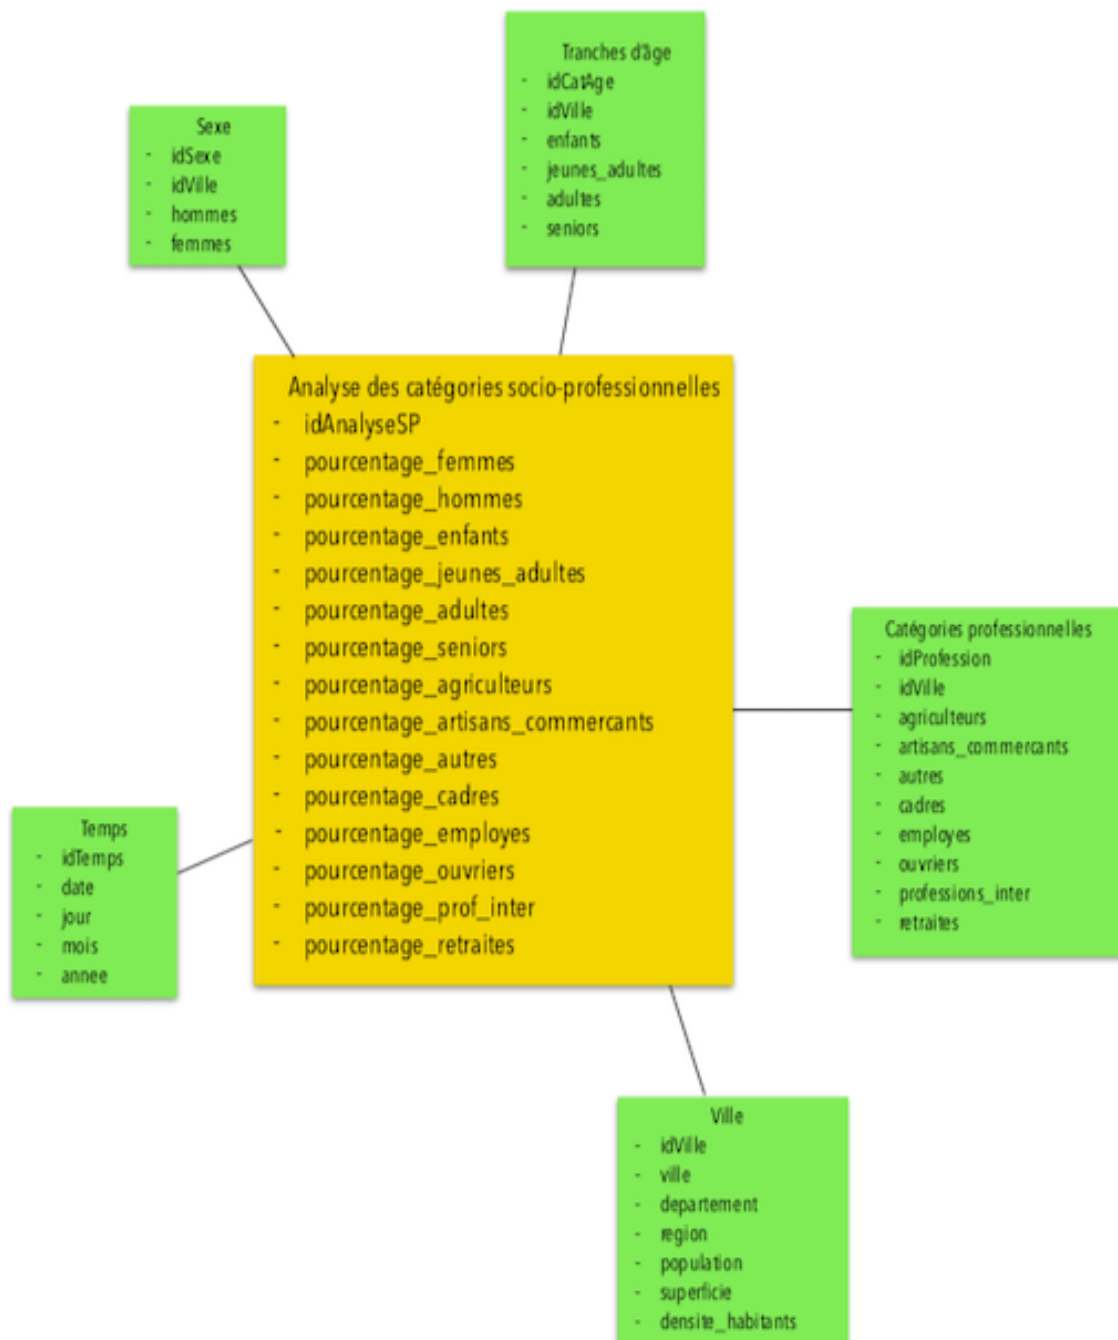 Tranches d'âge
- idCatAge
- idVille
- enfants
- jeunes_adultes
- adultes
- seniors
Sexe
- idSexe
- idVille
- hommes
- femmes
Analyse des catégories socio-professionnelles
- idAnalyseSP
- pourcentage_femmes
- pourcentage_hommes
- pourcentage_enfants
- pourcentage_jeunes_adultes
- pourcentage_adultes
- pourcentage_seniors
- pourcentage_agriculteurs
- pourcentage_artisans_commercants
- pourcentage_autres
- pourcentage_cadres
- pourcentage_employes
- pourcentage_ouvriers
- pourcentage_prof_inter
- pourcentage_retraites
Catégories professionnelles
- idProfession
- idVille
- agriculteurs
- artisans_commercants
- autres
- cadres
- employes
- ouvriers
- professions_inter
- retraites
Temps
- idTemps
- date
- jour
- mois
- annee
Ville
- idVille
- ville
- departement
- region
- population
- superficie
- densite_habitants